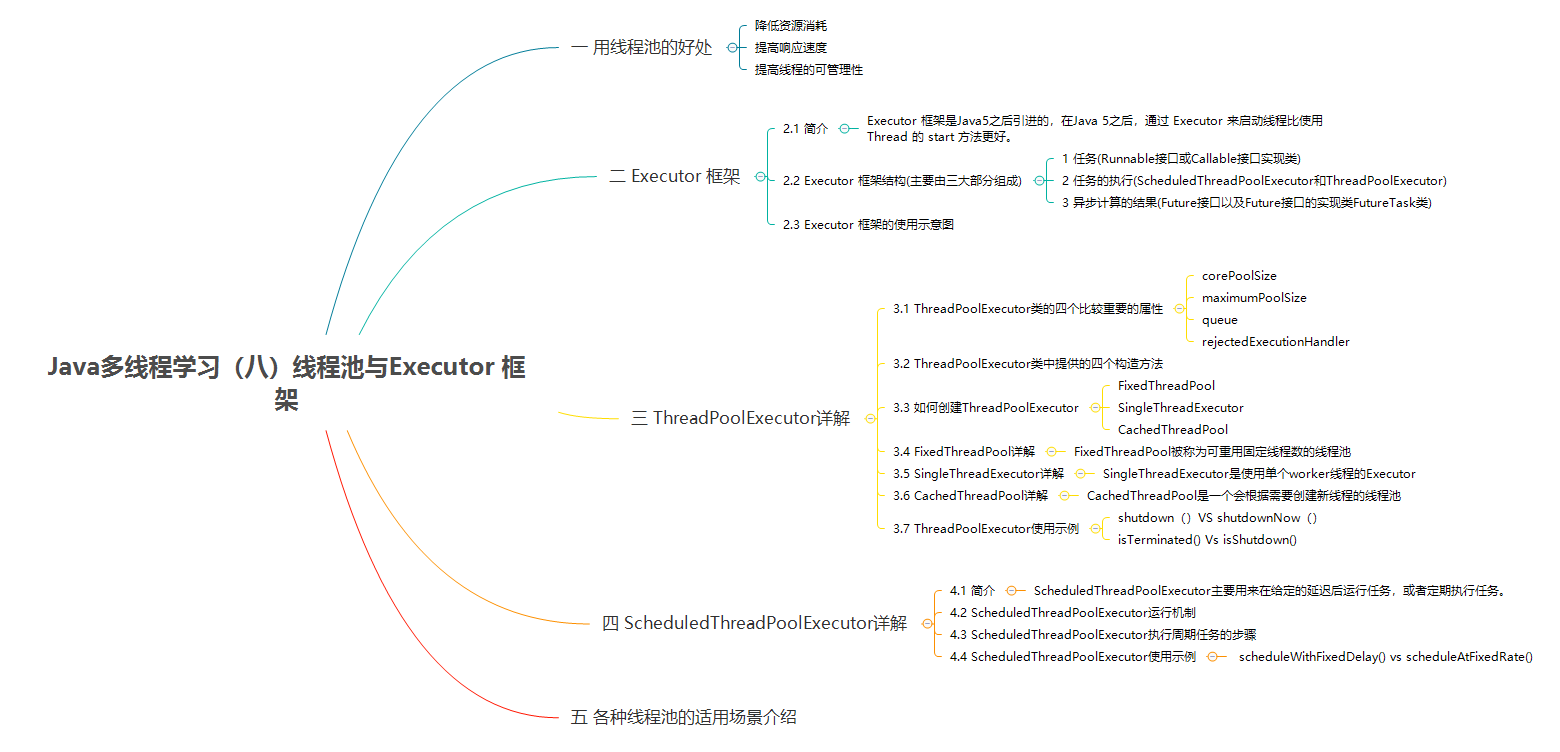 Java多线程学习（八）线程池与Executor 框
架
一 用线程池的好处
降低资源消耗
提高响应速度
提高线程的可管理性
二 Executor 框架
2.1 简介
Executor 框架是Java5之后引进的，在Java 5之后，通过 Executor 来启动线程比使用
Thread 的 start 方法更好。
2.2 Executor 框架结构(主要由三大部分组成)
1 任务(Runnable接口或Callable接口实现类)
2 任务的执行(ScheduledThreadPoolExecutor和ThreadPoolExecutor)
3 异步计算的结果(Future接口以及Future接口的实现类FutureTask类)
2.3 Executor 框架的使用示意图
三 ThreadPoolExecutor详解
3.1 ThreadPoolExecutor类的四个比较重要的属性
corePoolSize
maximumPoolSize
queue
rejectedExecutionHandler
3.2 ThreadPoolExecutor类中提供的四个构造方法
3.3 如何创建ThreadPoolExecutor
FixedThreadPool
SingleThreadExecutor
CachedThreadPool
3.4 FixedThreadPool详解
FixedThreadPool被称为可重用固定线程数的线程池
3.5 SingleThreadExecutor详解
SingleThreadExecutor是使用单个worker线程的Executor
3.6 CachedThreadPool详解
CachedThreadPool是一个会根据需要创建新线程的线程池
3.7 ThreadPoolExecutor使用示例
shutdown（）VS shutdownNow（）
isTerminated() Vs isShutdown()
四 ScheduledThreadPoolExecutor详解
4.1 简介
ScheduledThreadPoolExecutor主要用来在给定的延迟后运行任务，或者定期执行任务。
4.2 ScheduledThreadPoolExecutor运行机制
4.3 ScheduledThreadPoolExecutor执行周期任务的步骤
4.4 ScheduledThreadPoolExecutor使用示例
scheduleWithFixedDelay() vs scheduleAtFixedRate()
五 各种线程池的适用场景介绍